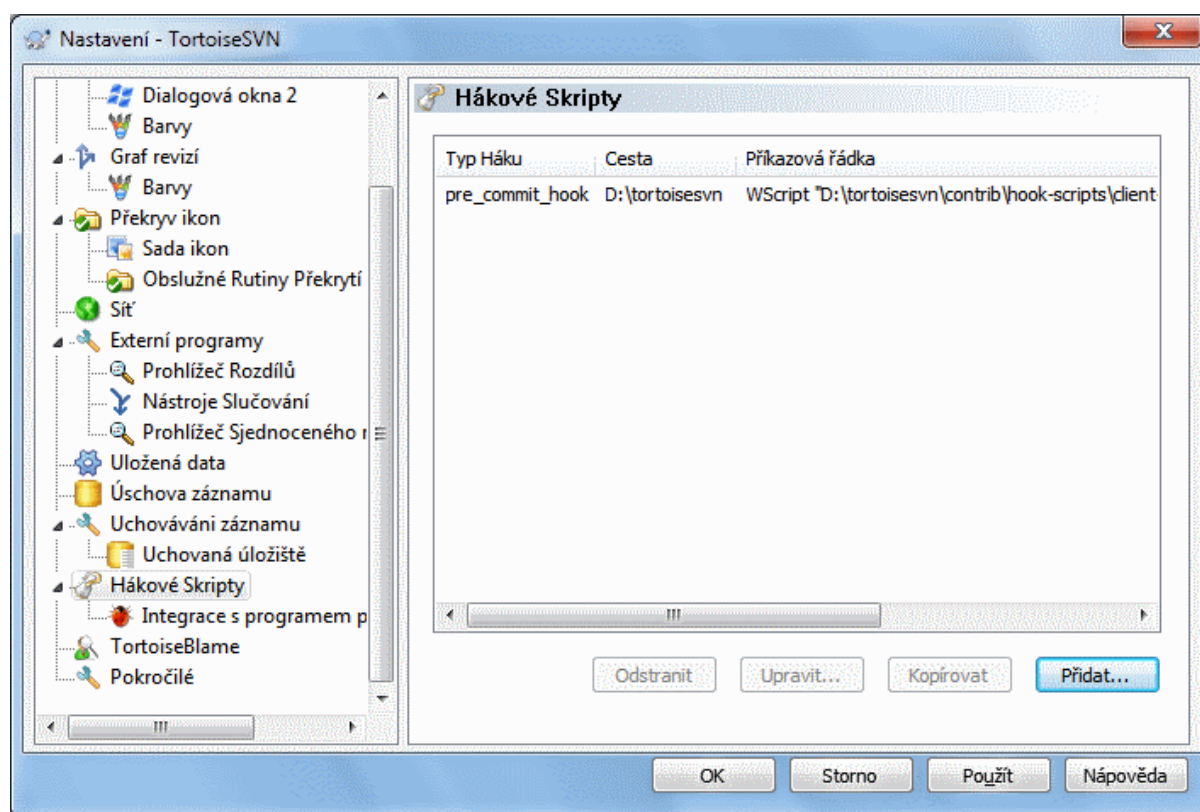 Nastavení - TortoiseSVN
Dialogová okna 2
Barvy
Graf revizí
Barvy
Překryv ikon
Sada ikon
Obslužné Rutiny Překrytí
Síť
Externí programy
Prohlížeč Rozdílů
Nástroje Slučování
Prohlížeč Sjednoceného r
Uložená data
Úschova záznamu
Uchováváni záznamu
Uchovaná úložiště
Hákové Skripty
Integrace s programem p
TortoiseBlame
Pokročilé
Hákové Skripty
Typ Háku Cesta Příkazová řádka
pre_commit_hook D:\tortoisesvn WScript "D:\tortoisesvn\contrib\hook-scripts\client-
Odstranit Upravit... Kopírovat Přidat...
OK Storno Použít Nápověda